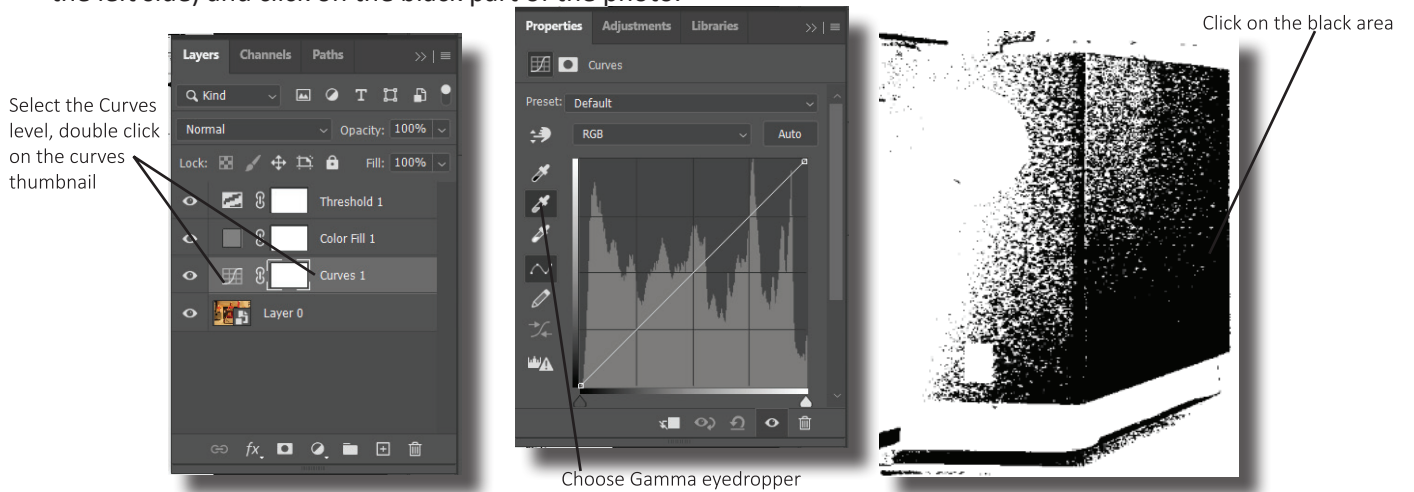 the left side, and click on the black part of the photo.
Click on the black area
Select the Curves
level, double click
on the curves
thumbnail
Layers Channels Paths
Kind
Normal Opacity: 100%
Lock: Fill: 100%
Threshold 1
Color Fill 1
Curves 1
Layer 0
fx
Properties Adjustments Libraries
Curves
Preset: Default
RGB Auto
Choose Gamma eyedropper